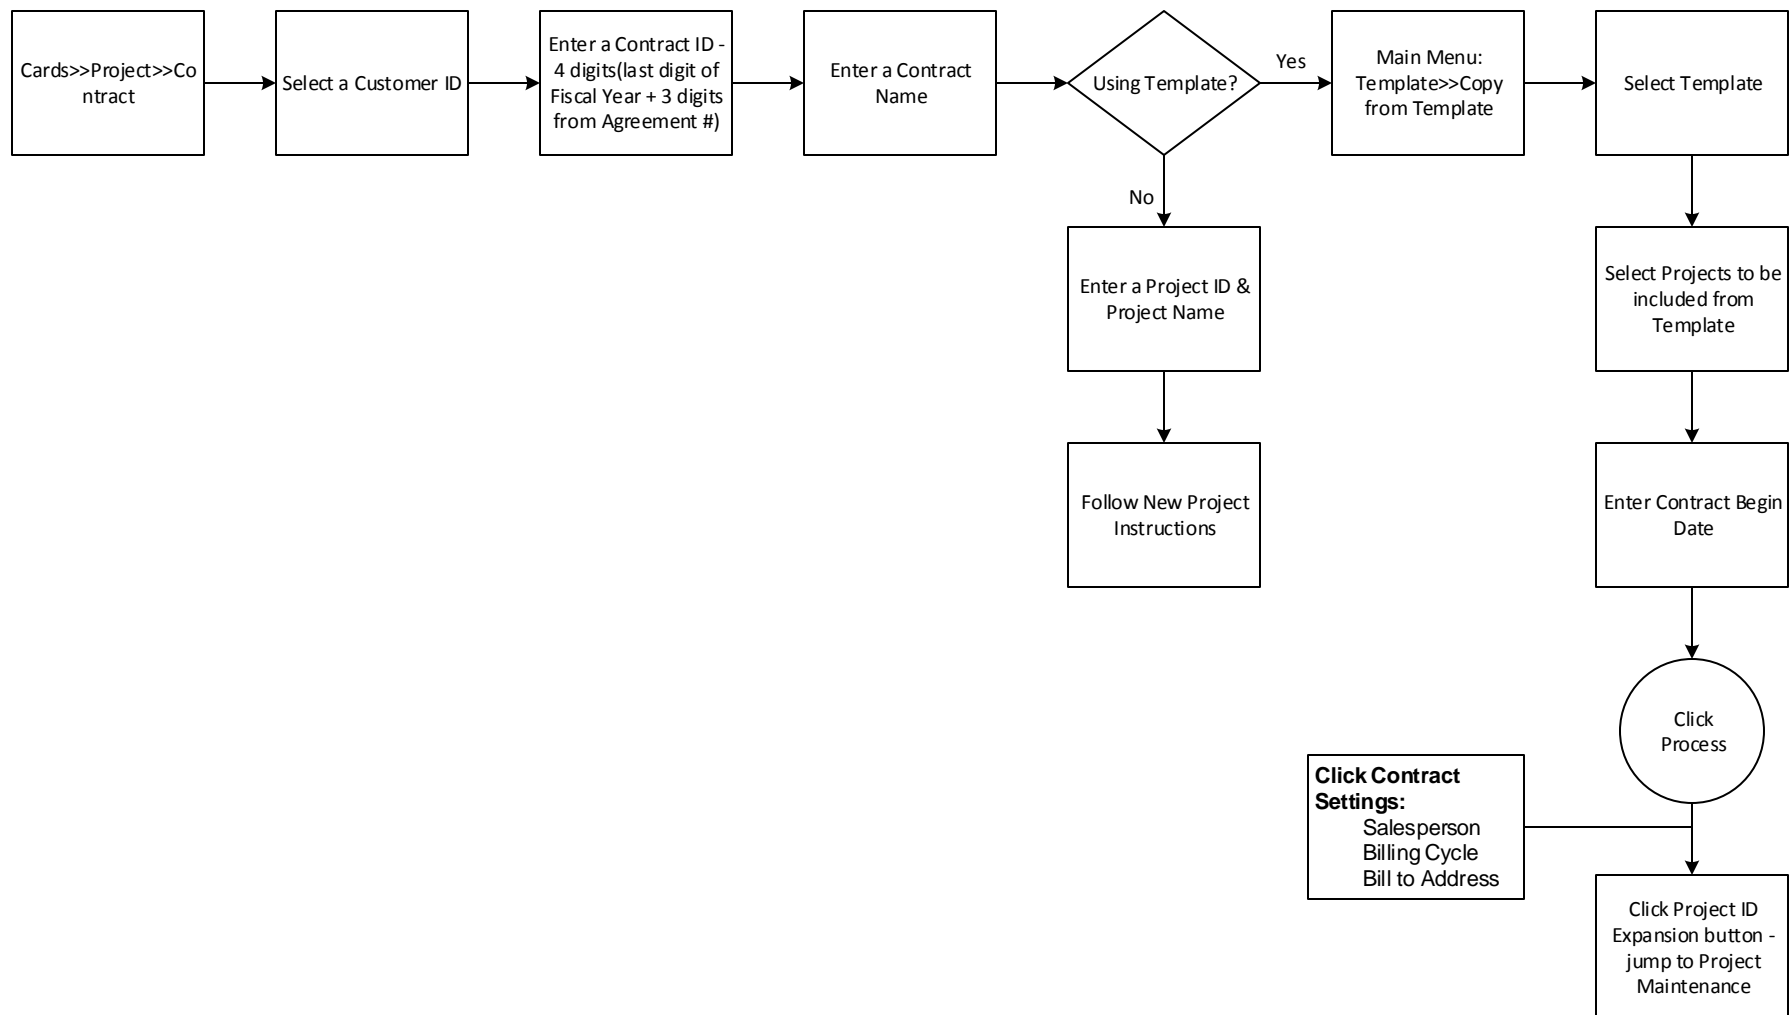 Cards>>Project>>Co
ntract
Select a Customer ID
Enter a Contract ID -
4 digits(last digit of
Fiscal Year + 3 digits
from Agreement #)
Enter a Contract
Name
Using Template?
Yes
Main Menu:
Template>>Copy
from Template
Select Template
No
Enter a Project ID &
Project Name
Select Projects to be
included from
Template
Follow New Project
Instructions
Enter Contract Begin
Date
Click
Process
Click Contract
Settings:
Salesperson
Billing Cycle
Bill to Address
Click Project ID
Expansion button -
jump to Project
Maintenance